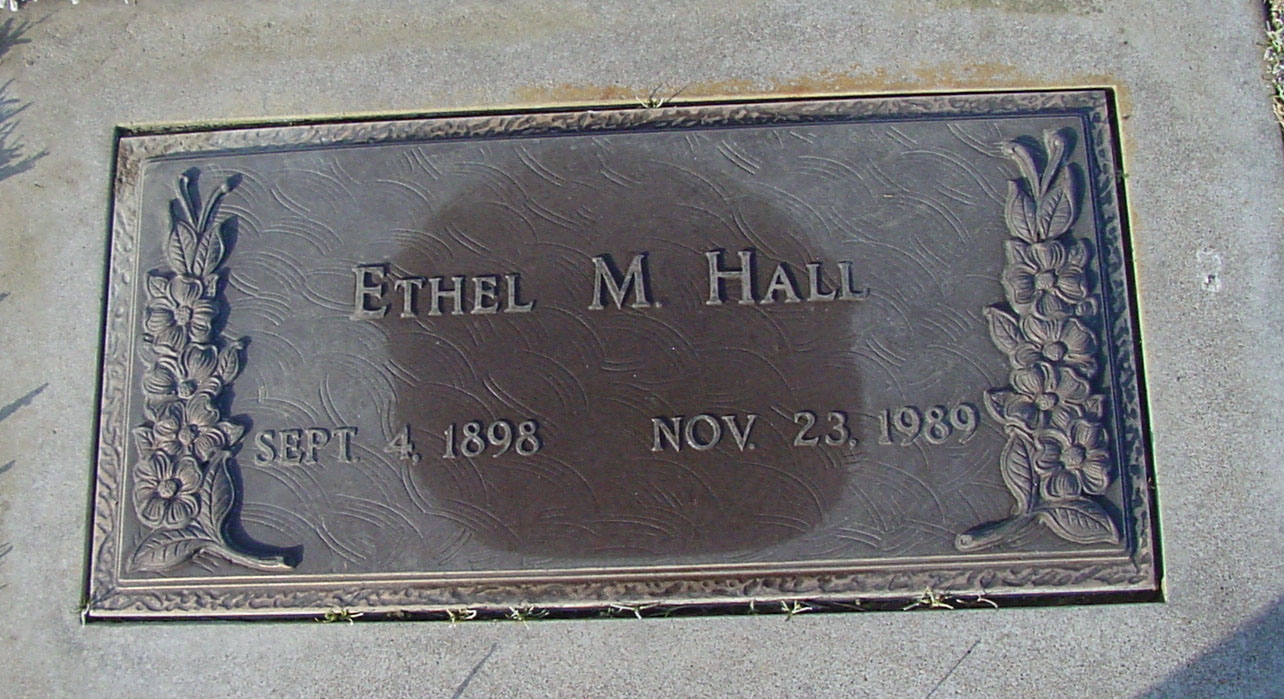 ETHEL M. HALL
SEPT. 4, 1898 NOV. 23, 1989